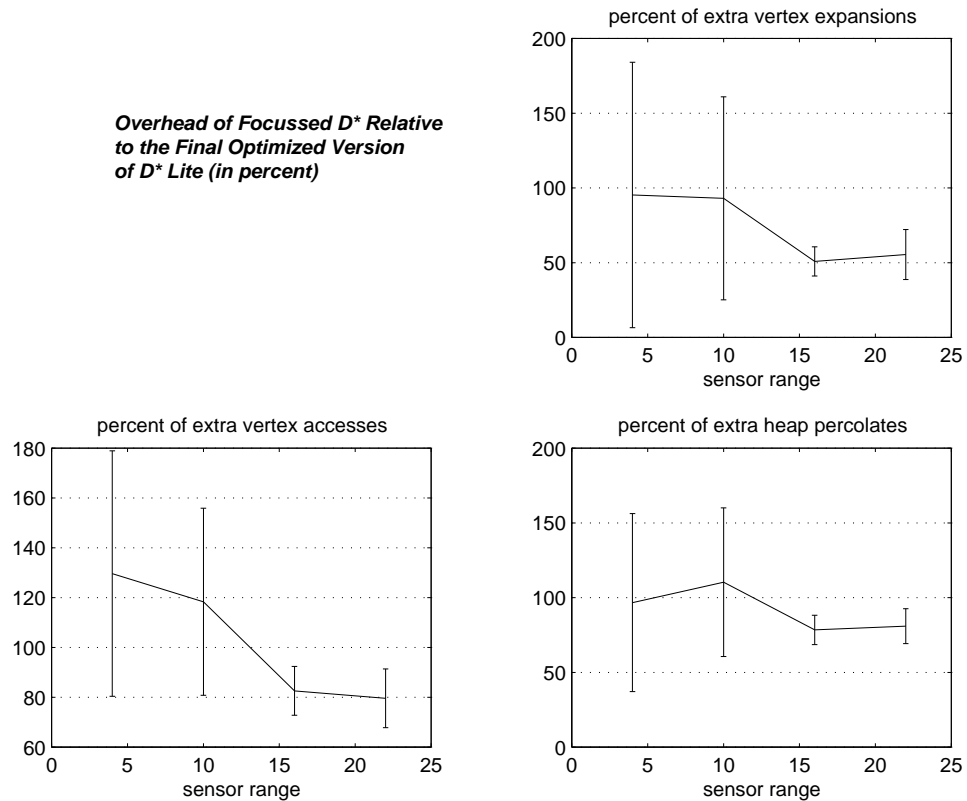 percent of extra vertex expansions
200
150
100
50
0
0 5 10 15 20 25
sensor range
Overhead of Focussed D* Relative
to the Final Optimized Version
of D* Lite (in percent)
percent of extra vertex accesses
180
160
140
120
100
80
60
0 5 10 15 20 25
sensor range
percent of extra heap percolates
200
150
100
50
0
0 5 10 15 20 25
sensor range